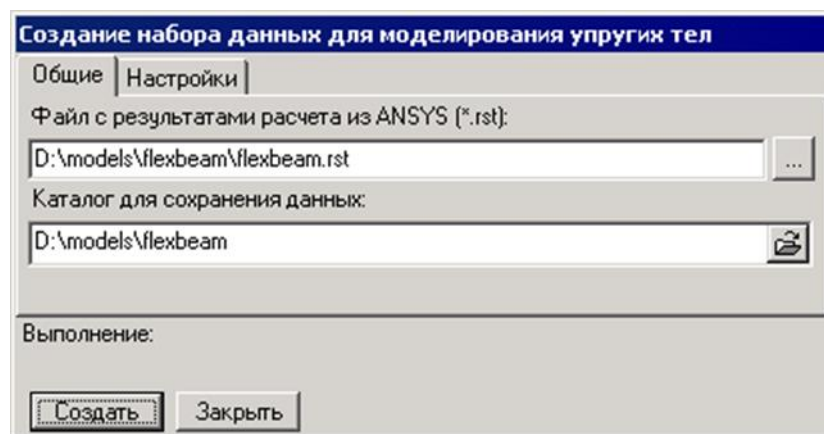 Создание набора данных для моделирования упругих тел
Общие Настройки
Файл с результатами расчета из ANSYS (*.rst):
D:\models\flexbeam\flexbeam.rst ...
Каталог для сохранения данных:
D:\models\flexbeam
Выполнение:
Создать Закрыть